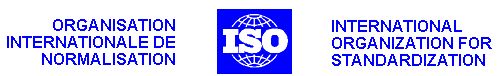 ORGANISATION
INTERNATIONALE DE
NORMALISATION
ISO
INTERNATIONAL
ORGANIZATION FOR
STANDARDIZATION